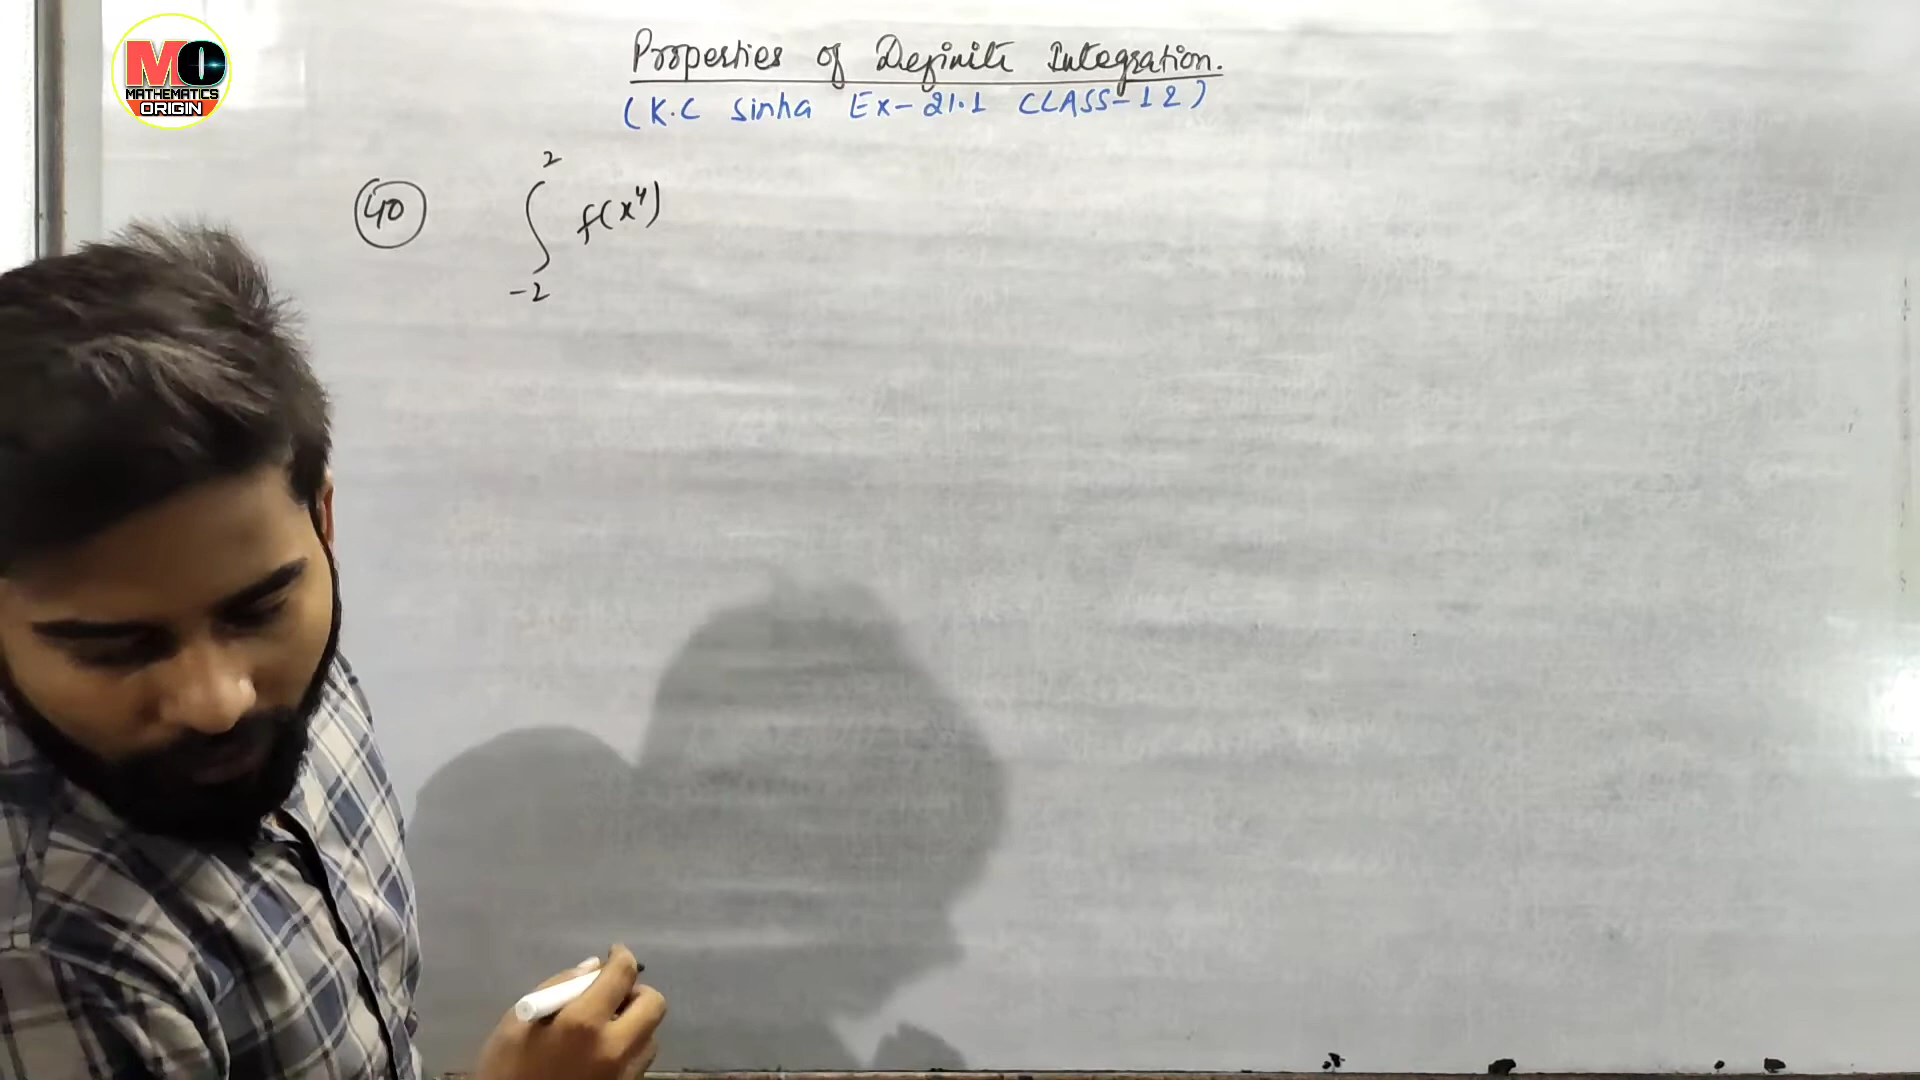 MO
MATHEMATICS
ORIGIN
Properties of Definite Integration.
(K.C Sinha Ex-21.1 CLASS-12)
40
2
∫ f(x⁴)
-2